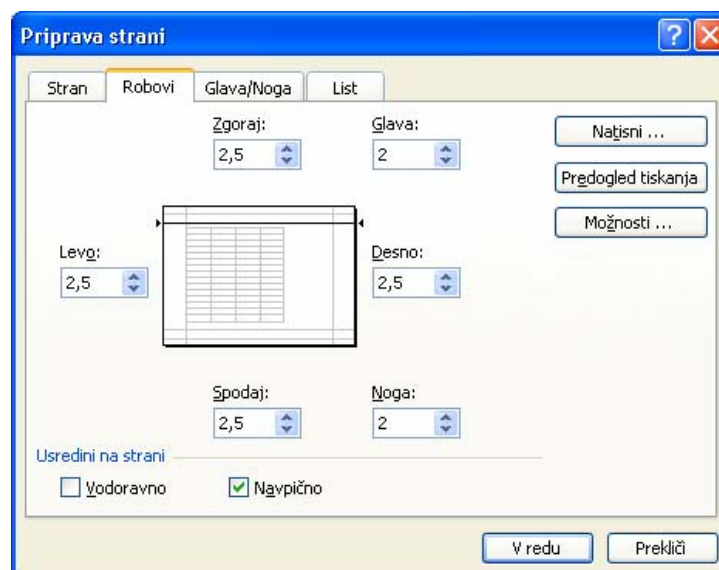 Priprava strani
Stran Robovi Glava/Noga List
Zgoraj: Glava:
2,5 2
Natisni ...
Predogled tiskanja
Možnosti ...
Levo: Desno:
2,5 2,5
Spodaj: Noga:
2,5 2
Usredini na strani
Vodoravno Navpično
V redu Prekliči